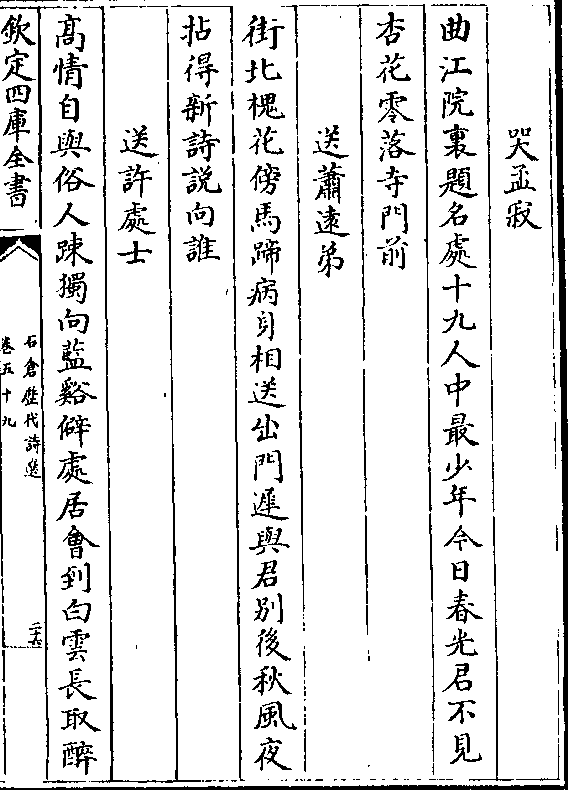 哭孟寂
曲江院裏題名處十九人中最少年今日春光君不見
杏花零落寺門前
送蕭逺弟
街北槐花傍馬蹄病身相送出門遲與君别後秋風夜
拈得新詩説向誰
送許處士
髙情自與俗人踈獨向藍谿僻處居㑹到白雲長取醉
欽定四庫全書
石倉歴代詩選
卷五十九
二十六